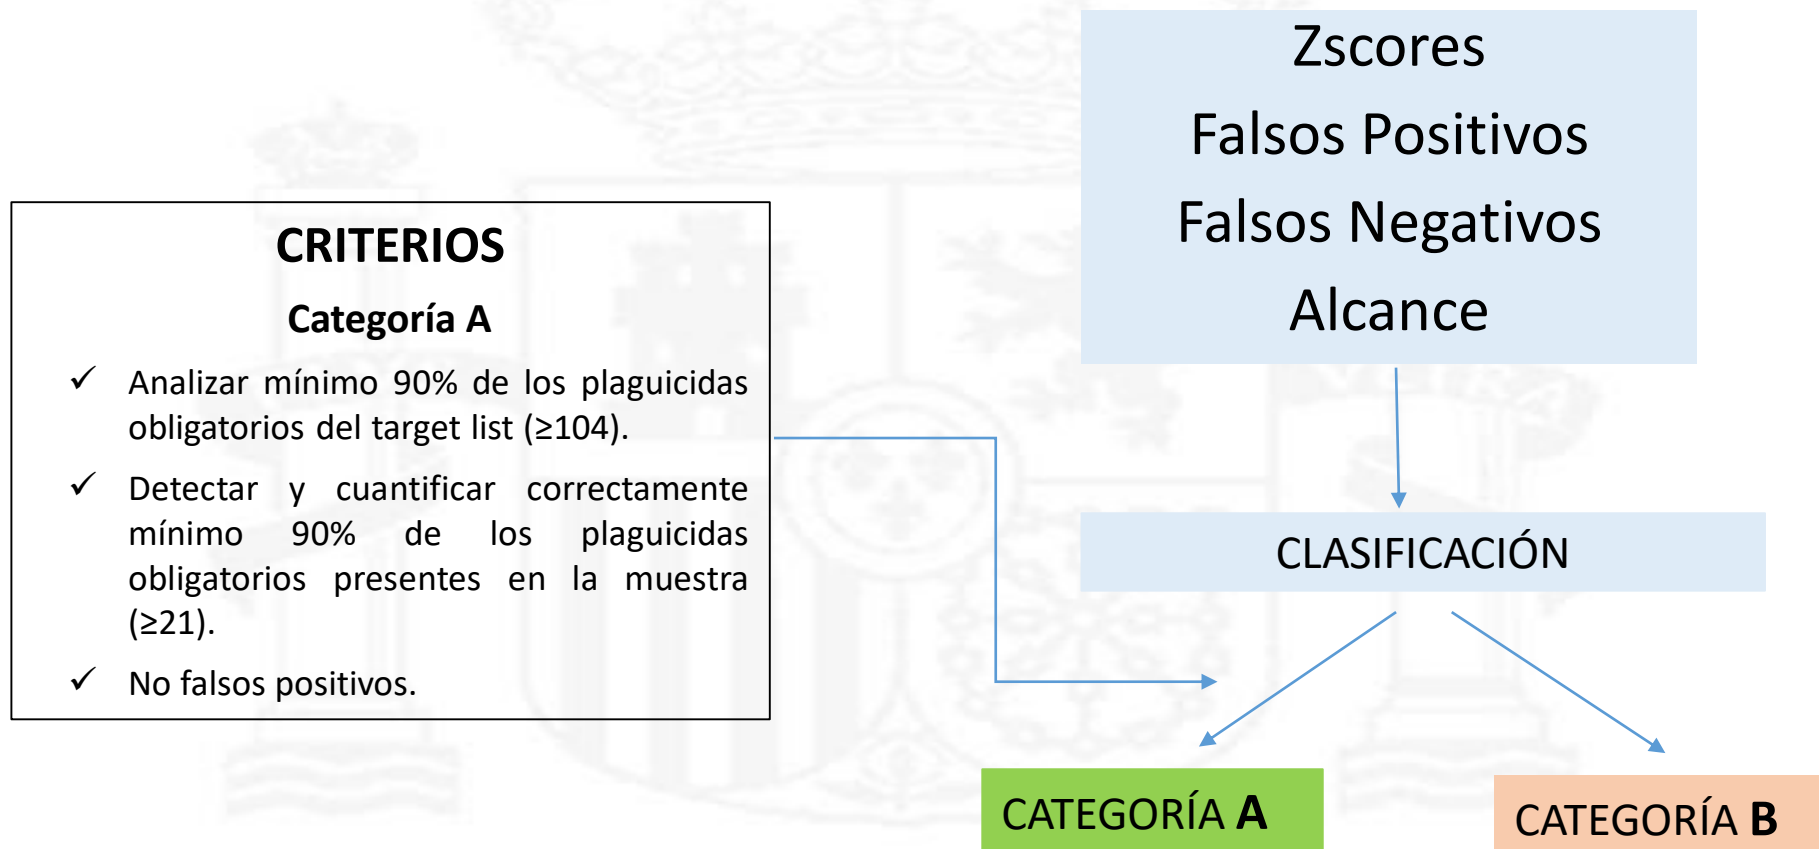 Zscores
Falsos Positivos
Falsos Negativos
Alcance
CRITERIOS
Categoría A
✓ Analizar mínimo 90% de los plaguicidas
obligatorios del target list (≥104).
✓ Detectar y cuantificar correctamente
mínimo 90% de los plaguicidas
obligatorios presentes en la muestra
(≥21).
✓ No falsos positivos.
CLASIFICACIÓN
CATEGORÍA A
CATEGORÍA B